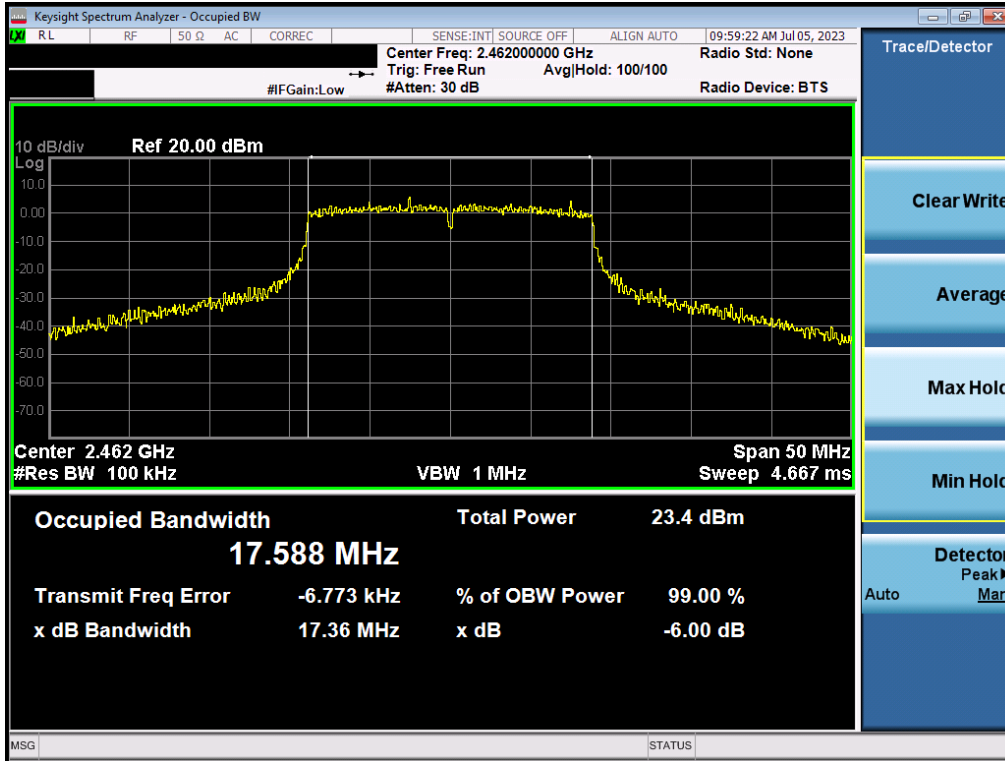 Keysight Spectrum Analyzer - Occupied BW
LXI RL RF 50 Ω AC CORREC SENSE:INT SOURCE OFF ALIGN AUTO 09:59:22 AM Jul 05, 2023
Center Freq: 2.462000000 GHz Radio Std: None
Trig: Free Run Avg|Hold: 100/100
#IFGain:Low #Atten: 30 dB Radio Device: BTS
Trace/Detector
10 dB/div Ref 20.00 dBm
Log
10.0
0.00
-10.0
-20.0
-30.0
-40.0
-50.0
-60.0
-70.0
Center 2.462 GHz Span 50 MHz
#Res BW 100 kHz VBW 1 MHz Sweep 4.667 ms
Occupied Bandwidth Total Power 23.4 dBm
17.588 MHz
Transmit Freq Error -6.773 kHz % of OBW Power 99.00 %
x dB Bandwidth 17.36 MHz x dB -6.00 dB
Clear Write
Average
Max Hold
Min Hold
Detector
Peak
Auto Man
MSG STATUS